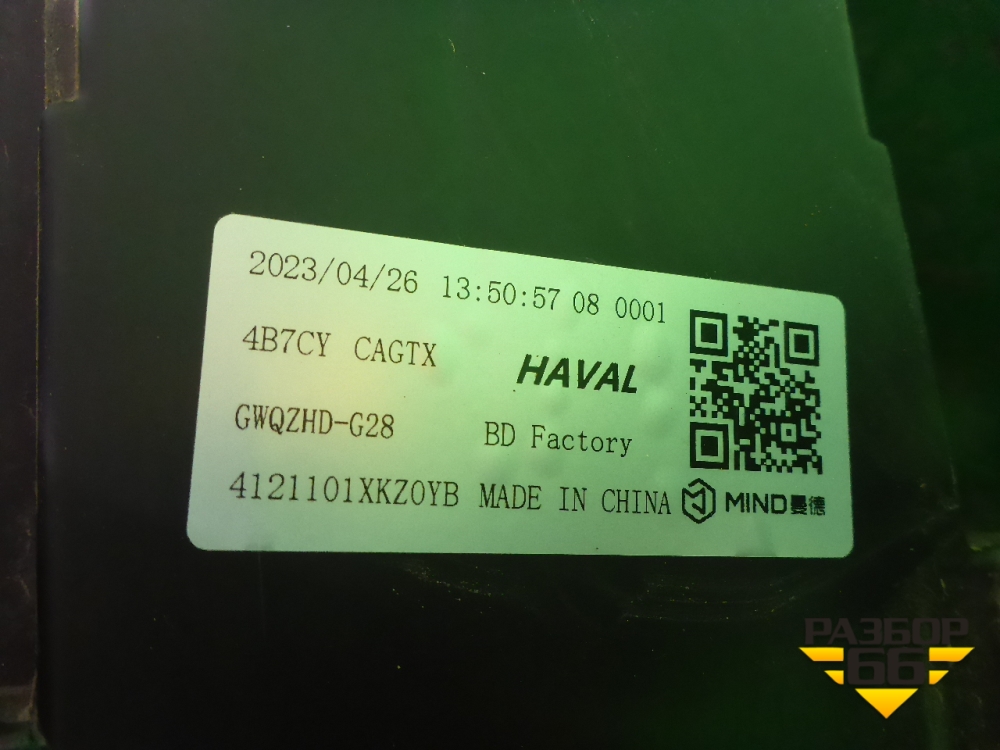 2023/04/26 13:50:57 08 0001
4B7CY CAGTX
HAVAL
GWQZHD-G28 BD Factory
4121101XKZ0YB MADE IN CHINA MIND曼德
РАЗБОР
66